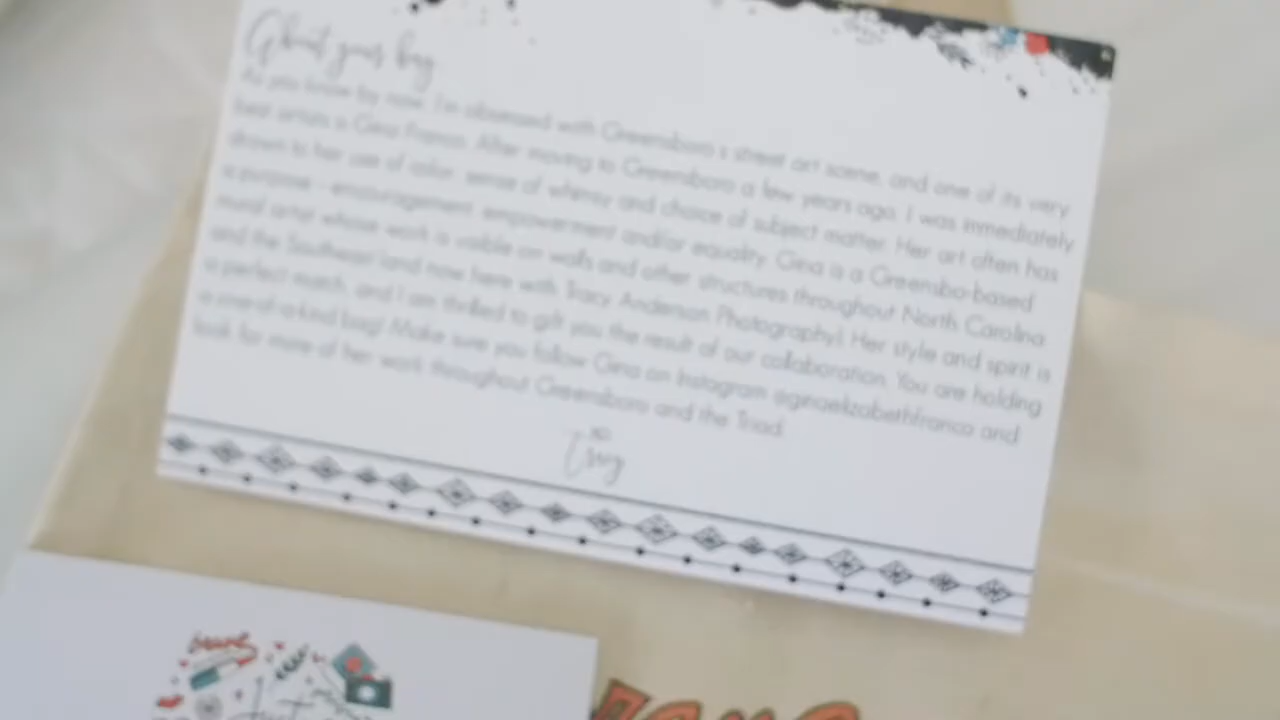 About your bag
As you know by now, I'm obsessed with Greensboro's street art scene, and one of its very
best artists is Gina Franco. After moving to Greensboro a few years ago, I was immediately
drawn to her use of color, sense of whimsy and choice of subject matter. Her art often has
a purpose - encouragement, empowerment and/or equality. Gina is a Greensbo-based
mural artist whose work is visible on walls and other structures throughout North Carolina
and the Southeast (and now here with Tracy Anderson Photography). Her style and spirit is
a perfect match, and I am thrilled to gift you the result of our collaboration. You are holding
a one-of-a-kind bag! Make sure you follow Gina on Instagram @ginaelizabethfranco and
look for more of her work throughout Greensboro and the Triad.
XO,
Tracy